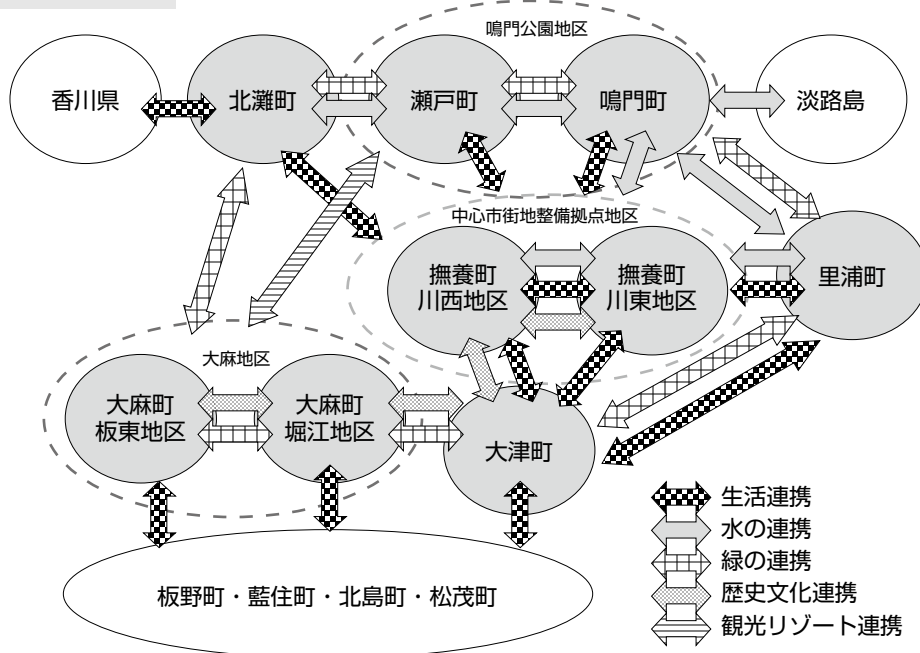 鳴門公園地区
香川県
北灘町
瀬戸町
鳴門町
淡路島
中心市街地整備拠点地区
撫養町
川西地区
撫養町
川東地区
里浦町
大麻地区
大麻町
板東地区
大麻町
堀江地区
大津町
板野町・藍住町・北島町・松茂町
生活連携
水の連携
緑の連携
歴史文化連携
観光リゾート連携